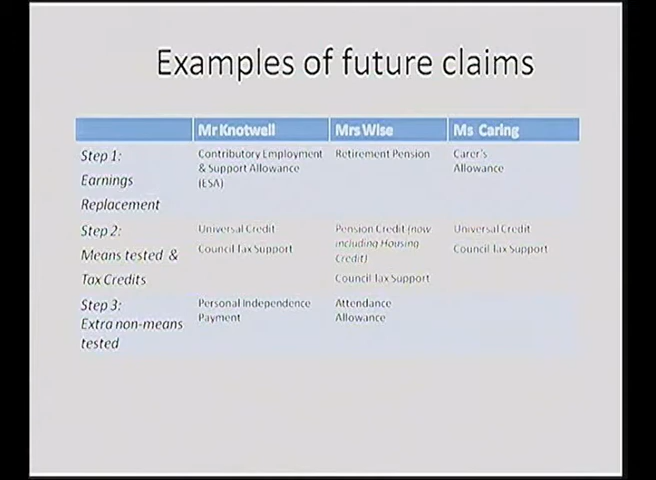 Examples of future claims
Mr Knotwell Mrs Wise Ms Caring
Step 1:
Earnings
Replacement
Contributory Employment
& Support Allowance
(ESA)
Retirement Pension
Carer's
Allowance
Step 2:
Means tested &
Tax Credits
Universal Credit
Council Tax Support
Pension Credit (now
including Housing
Credit)
Council Tax Support
Universal Credit
Council Tax Support
Step 3:
Extra non-means
tested
Personal Independence
Payment
Attendance
Allowance